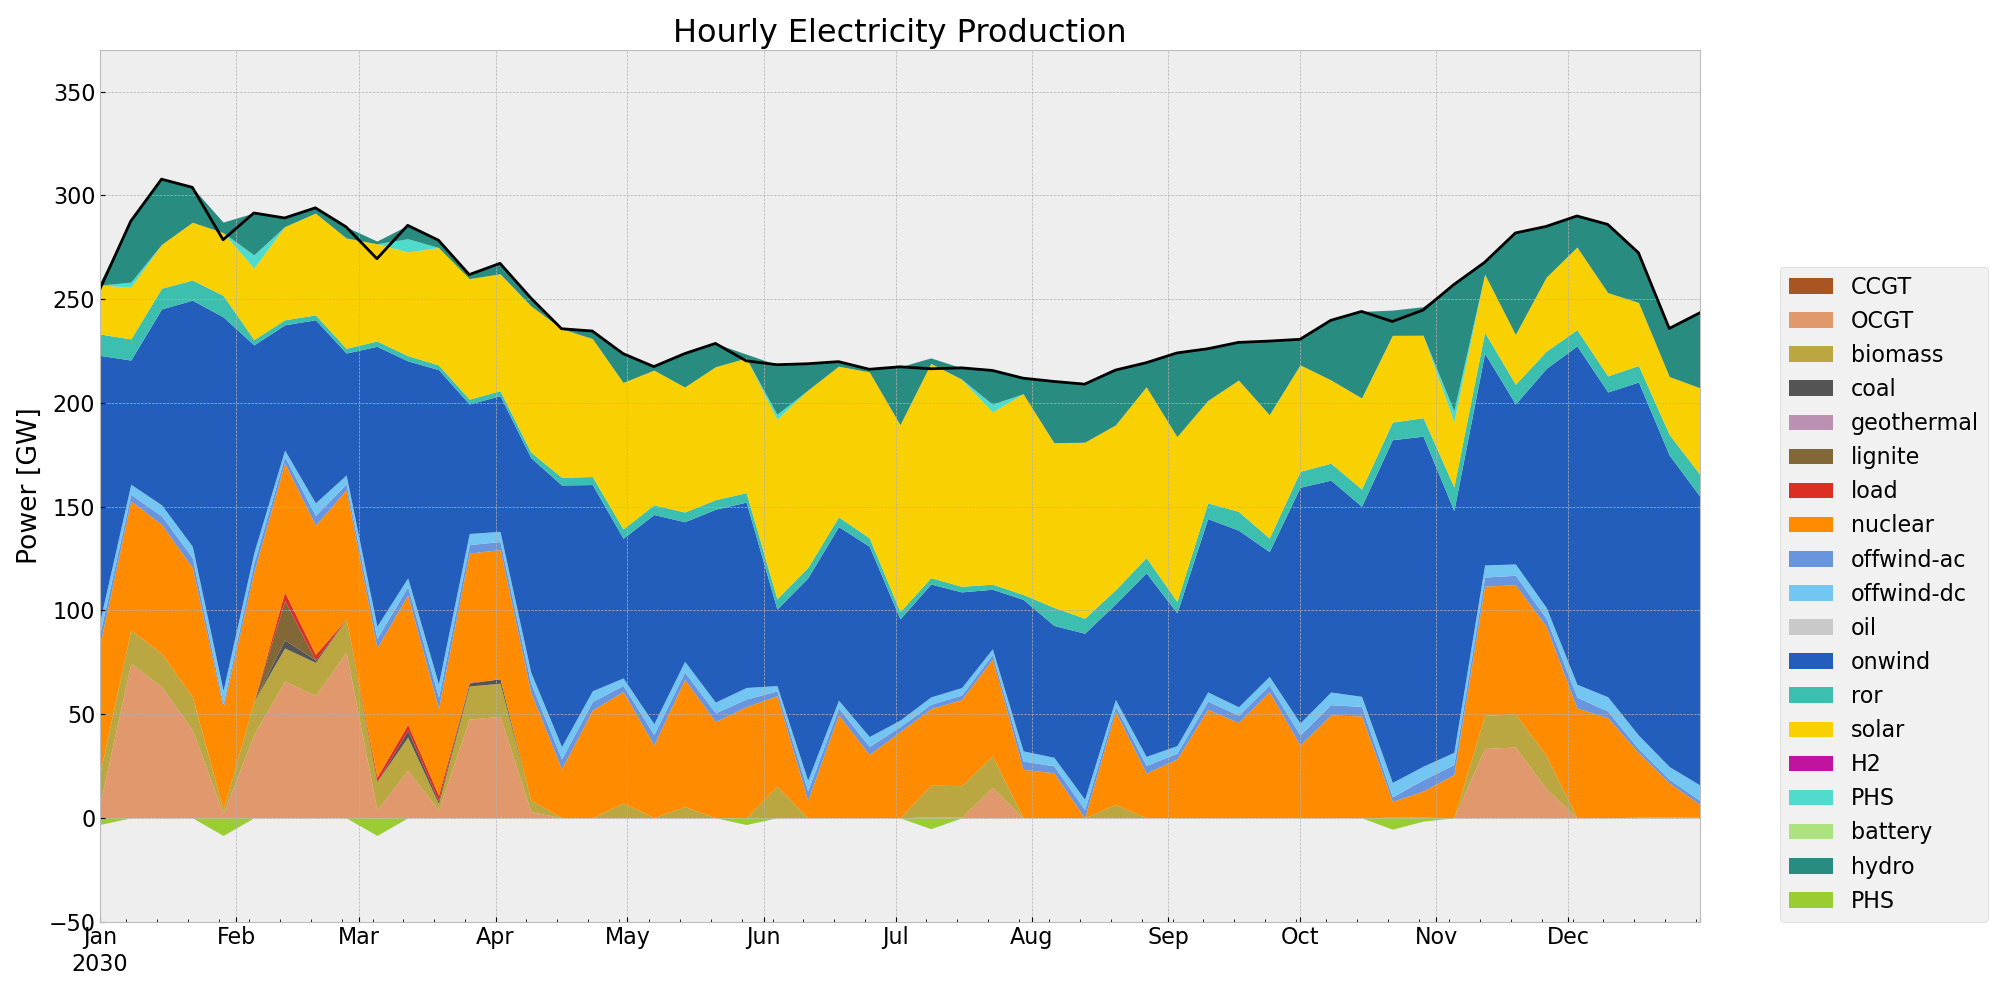 Hourly Electricity Production
Power [GW]
350
300
250
200
150
100
50
0
−50
Jan Feb Mar Apr May Jun Jul Aug Sep Oct Nov Dec
2030
CCGT
OCGT
biomass
coal
geothermal
lignite
load
nuclear
offwind-ac
offwind-dc
oil
onwind
ror
solar
H2
PHS
battery
hydro
PHS